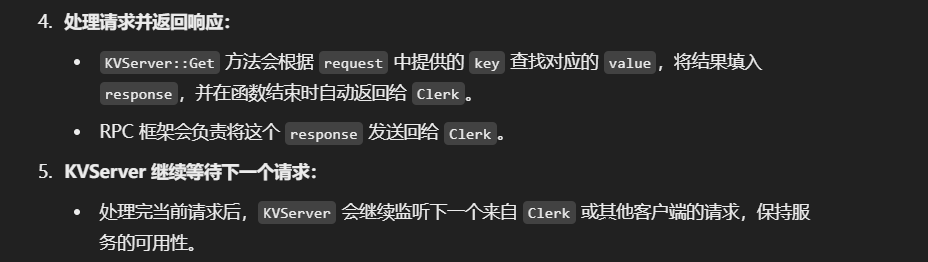 4. 处理请求并返回响应：
• KVServer::Get 方法会根据 request 中提供的 key 查找对应的 value，将结果填入
response，并在函数结束时自动返回给 Clerk。
• RPC 框架会负责将这个 response 发送回给 Clerk。
5. KVServer 继续等待下一个请求：
• 处理完当前请求后，KVServer 会继续监听下一个来自 Clerk 或其他客户端的请求，保持服
务的可用性。